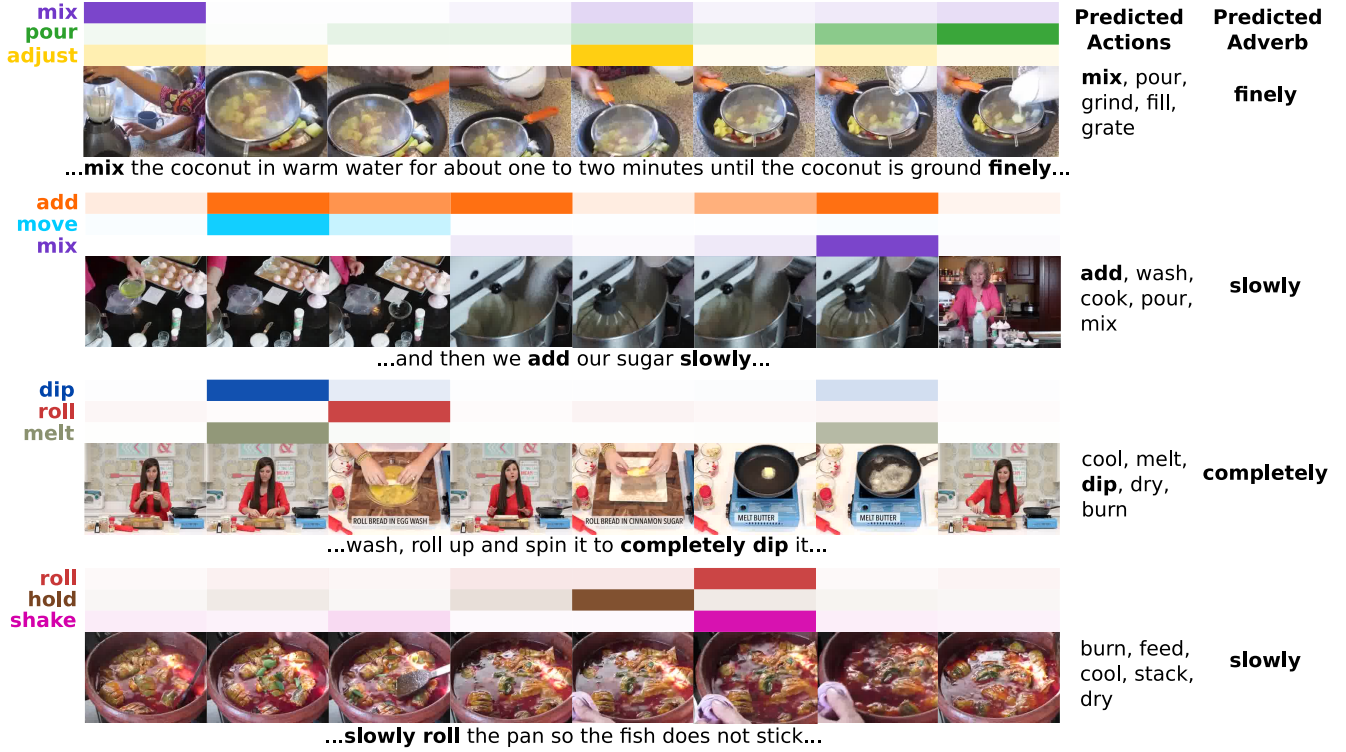 mix
pour
adjust
Predicted Actions
Predicted Adverb
mix, pour,
grind, fill,
grate
finely
...mix the coconut in warm water for about one to two minutes until the coconut is ground finely...
add
move
mix
add, wash,
cook, pour,
mix
slowly
...and then we add our sugar slowly...
dip
roll
melt
ROLL BREAD IN EGG WASH
ROLL BREAD IN CINNAMON SUGAR
MELT BUTTER
MELT BUTTER
cool, melt,
dip, dry,
burn
completely
...wash, roll up and spin it to completely dip it...
roll
hold
shake
burn, feed,
cool, stack,
dry
slowly
...slowly roll the pan so the fish does not stick...